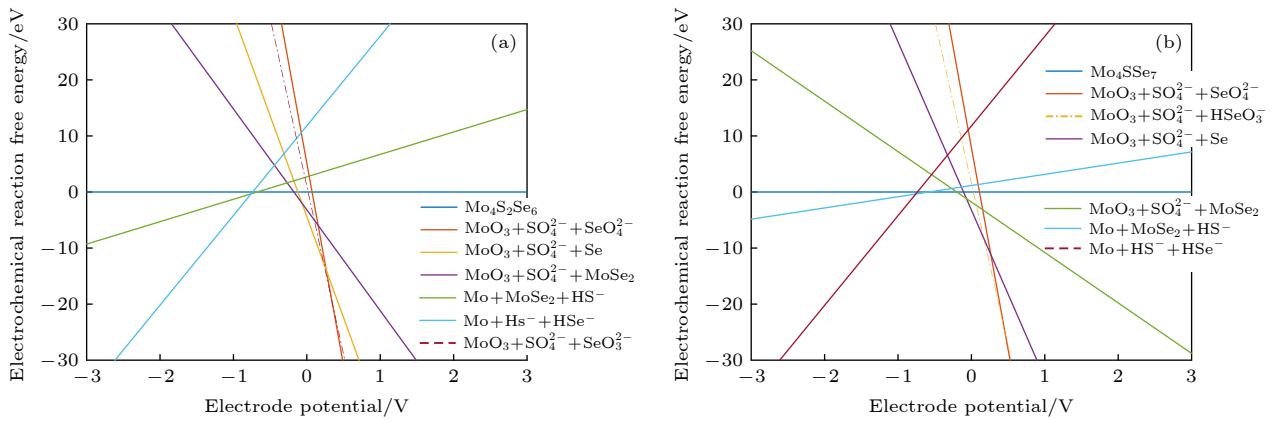 Electrochemical reaction free energy/eV
30
20
10
0
−10
−20
−30
(a)
Mo₄S₂Se₆
MoO₃+SO₄²⁻+SeO₄²⁻
MoO₃+SO₄²⁻+Se
MoO₃+SO₄²⁻+MoSe₂
Mo+MoSe₂+HS⁻
Mo+Hs⁻+HSe⁻
MoO₃+SO₄²⁻+SeO₃²⁻
−3 −2 −1 0 1 2 3
Electrode potential/V
Electrochemical reaction free energy/eV
30
20
10
0
−10
−20
−30
(b)
Mo₄SSe₇
MoO₃+SO₄²⁻+SeO₄²⁻
MoO₃+SO₄²⁻+HSeO₃⁻
MoO₃+SO₄²⁻+Se
MoO₃+SO₄²⁻+MoSe₂
Mo+MoSe₂+HS⁻
Mo+HS⁻+HSe⁻
−3 −2 −1 0 1 2 3
Electrode potential/V